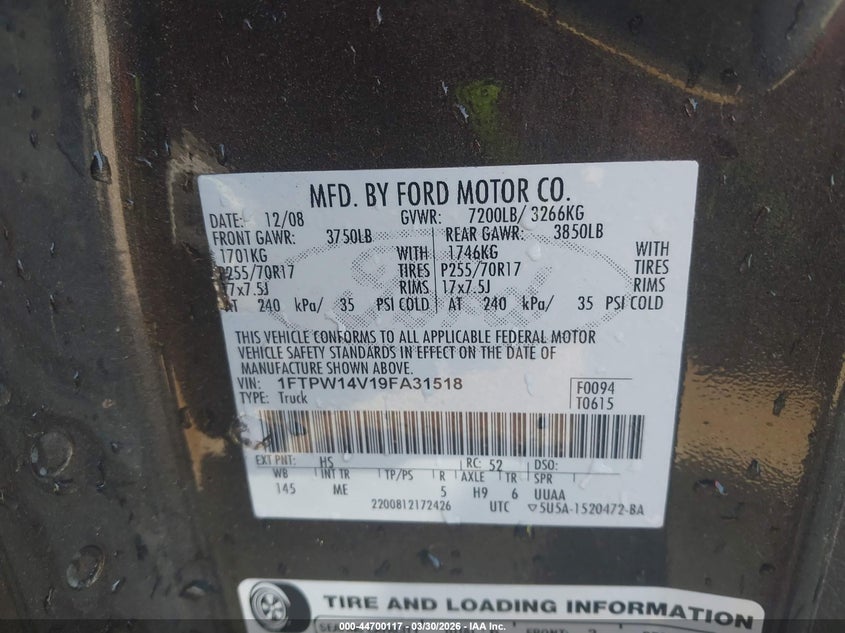 MFD. BY FORD MOTOR CO.
DATE: 12/08 GVWR: 7200LB/ 3266KG
FRONT GAWR: 3750LB REAR GAWR: 3850LB
1701KG WITH 1746KG WITH
P255/70R17 TIRES P255/70R17 TIRES
17x7.5J RIMS 17x7.5J RIMS
AT 240 kPa/ 35 PSI COLD AT 240 kPa/ 35 PSI COLD
THIS VEHICLE CONFORMS TO ALL APPLICABLE FEDERAL MOTOR
VEHICLE SAFETY STANDARDS IN EFFECT ON THE DATE OF
MANUFACTURE SHOWN ABOVE.
VIN: 1FTPW14V19FA31518 F0094
TYPE: Truck T0615
EXT PNT: HS RC: 52 DSO:
WB INT TR TP/PS R AXLE TR SPR
145 ME 5 H9 6 UUAA
2200812172426 UTC ▽5U5A-1520472-BA
TIRE AND LOADING INFORMATION
000-44700117 - 03/30/2026 - IAA Inc.